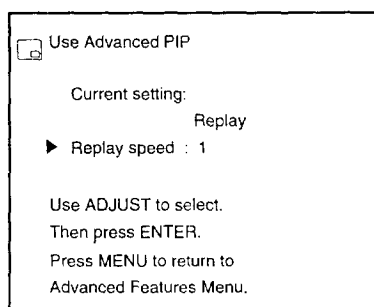 Use Advanced PIP
Current setting:
Replay
Replay speed : 1
Use ADJUST to select.
Then press ENTER.
Press MENU to return to
Advanced Features Menu.